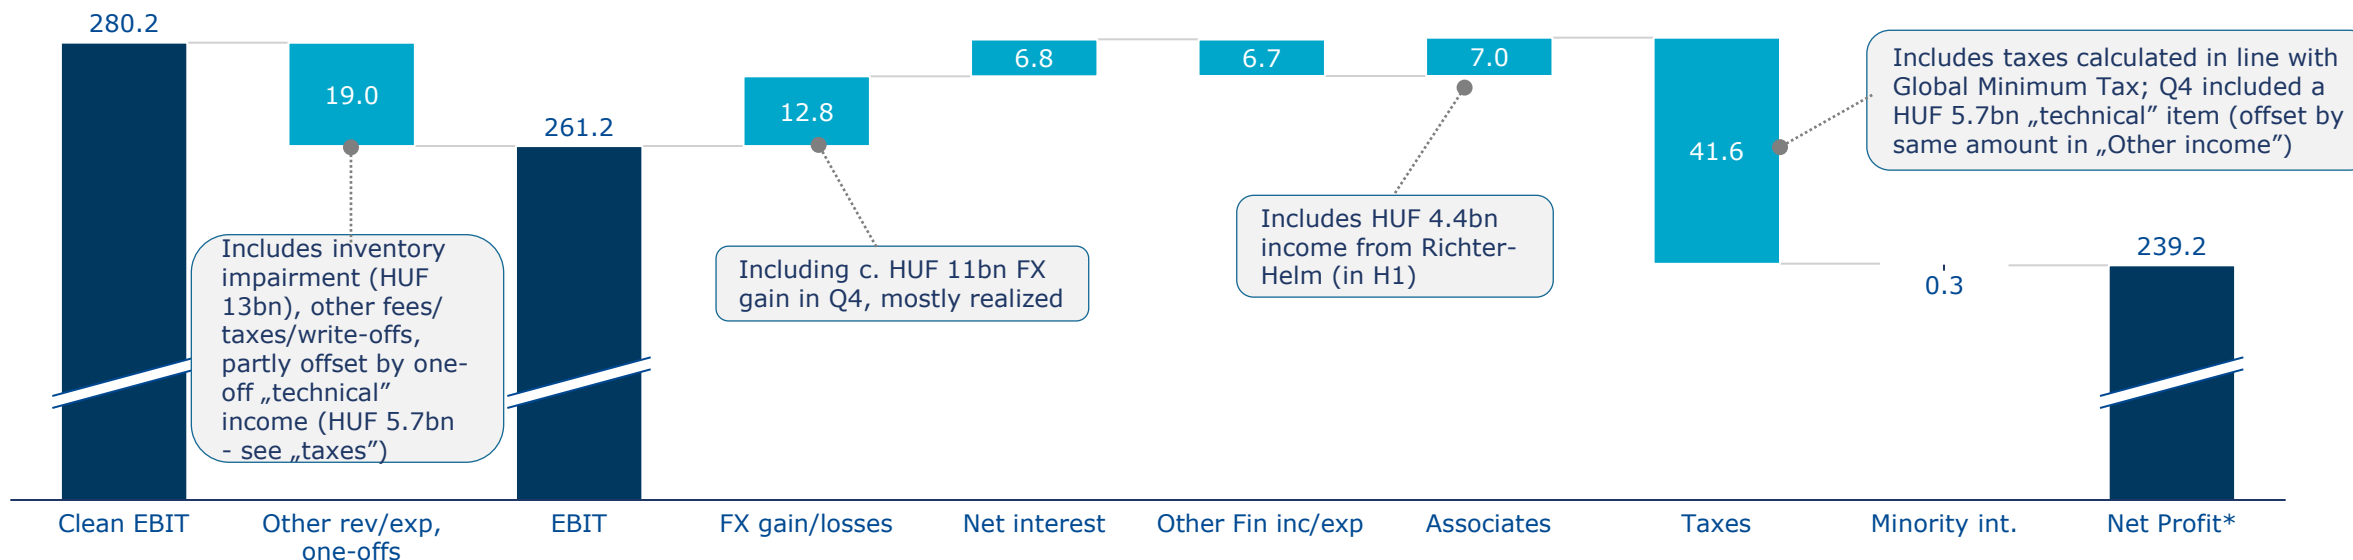 280.2
19.0
261.2
12.8
6.8
6.7
7.0
41.6
0.3
239.2
Includes inventory
impairment (HUF
13bn), other fees/
taxes/write-offs,
partly offset by one-
off „technical”
income (HUF 5.7bn
- see „taxes”)
Including c. HUF 11bn FX
gain in Q4, mostly realized
Includes HUF 4.4bn
income from Richter-
Helm (in H1)
Includes taxes calculated in line with
Global Minimum Tax; Q4 included a
HUF 5.7bn „technical” item (offset by
same amount in „Other income”)
Clean EBIT
Other rev/exp,
one-offs
EBIT
FX gain/losses
Net interest
Other Fin inc/exp
Associates
Taxes
Minority int.
Net Profit*